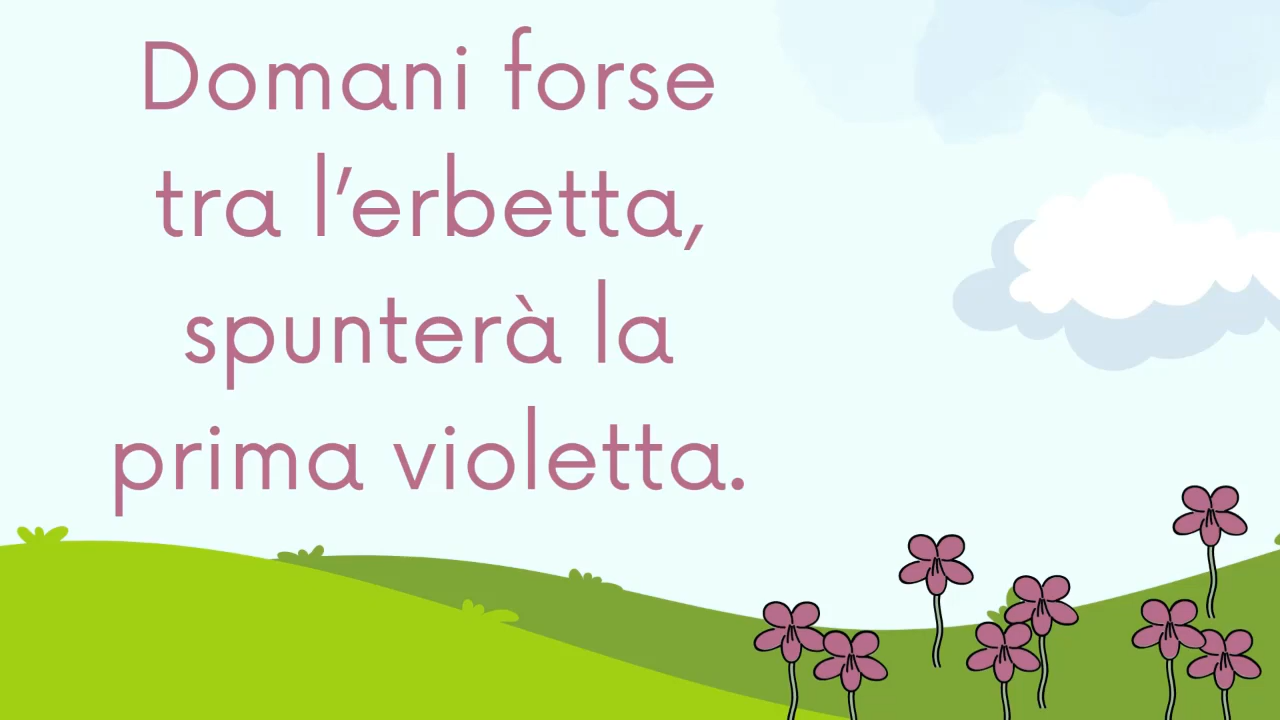 Domani forse
tra l’erbetta,
spunterà la
prima violetta.